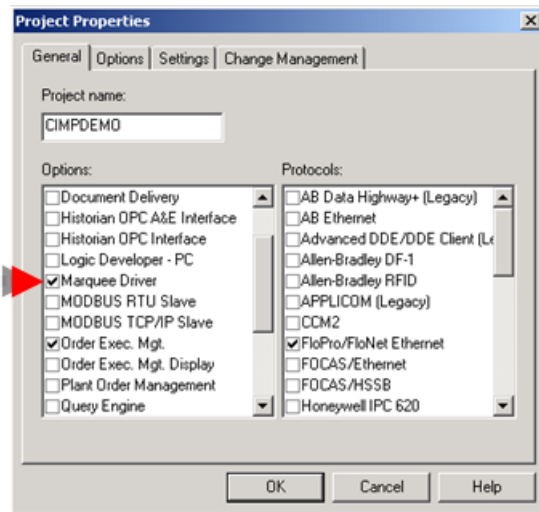 Project Properties
General Options Settings Change Management
Project name:
CIMPDEMO
Options:
Document Delivery
Historian OPC A&E Interface
Historian OPC Interface
Logic Developer - PC
Marquee Driver
MODBUS RTU Slave
MODBUS TCP/IP Slave
Order Exec. Mgt.
Order Exec. Mgt. Display
Plant Order Management
Query Engine
Protocols:
AB Data Highway+ (Legacy)
AB Ethernet
Advanced DDE/DDE Client (Le
Allen-Bradley DF-1
Allen-Bradley RFID
APPLICOM (Legacy)
CCM2
FloPro/FloNet Ethernet
FOCAS/Ethernet
FOCAS/HSSB
Honeywell IPC 620
OK Cancel Help